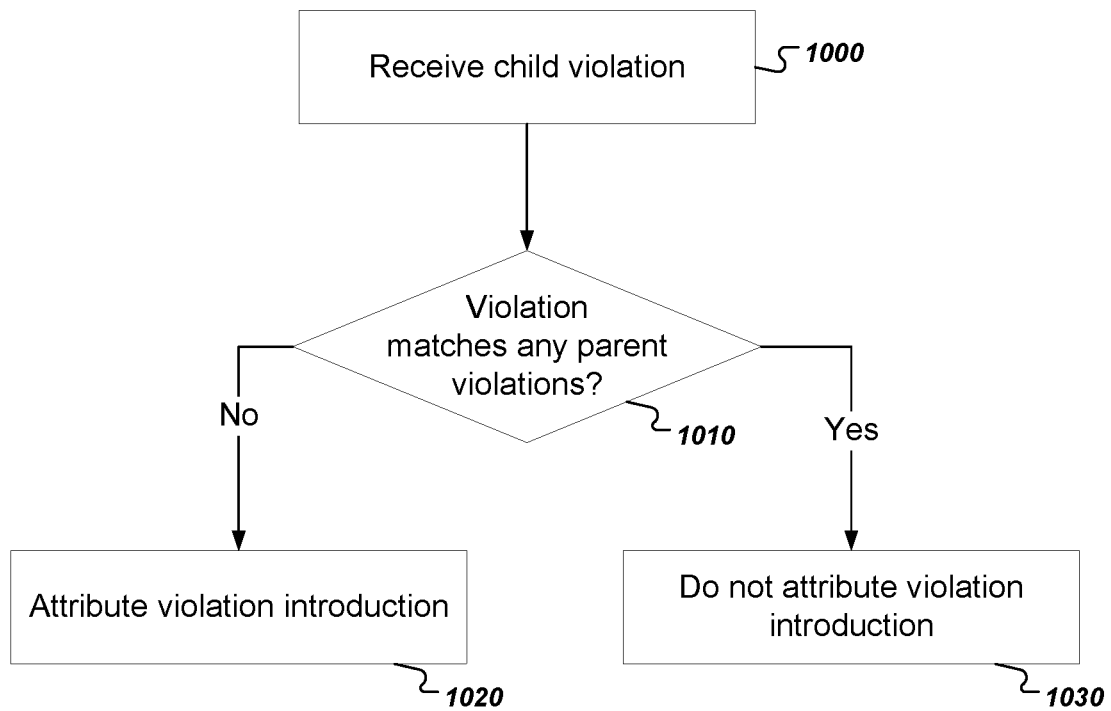 Receive child violation
1000
Violation
matches any parent
violations?
1010
No
Yes
Attribute violation introduction
1020
Do not attribute violation
introduction
1030